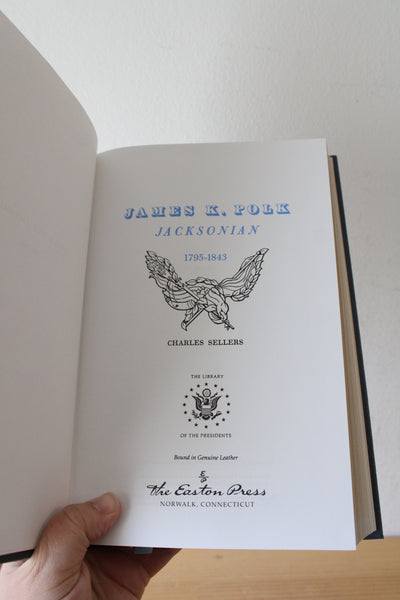 JAMES K. POLK
JACKSONIAN
1795-1843
CHARLES SELLERS
THE LIBRARY
OF THE PRESIDENTS
Bound in Genuine Leather
The Easton Press
NORWALK, CONNECTICUT